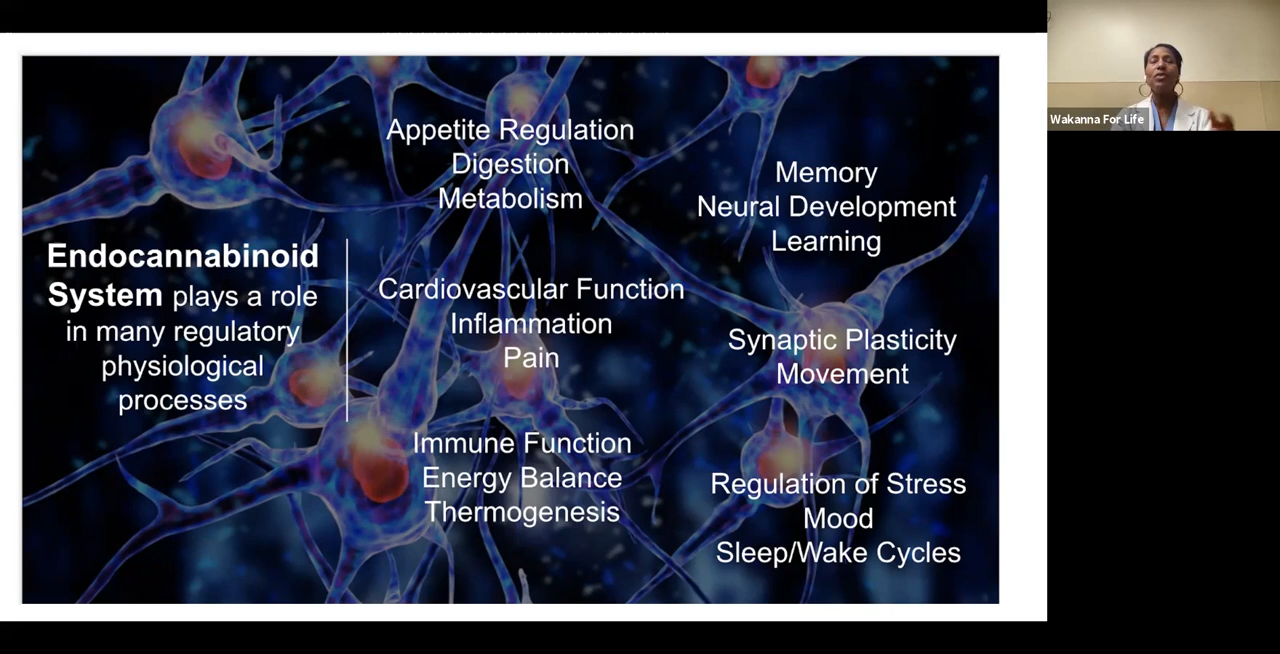 Endocannabinoid
System plays a role
in many regulatory
physiological
processes
Appetite Regulation
Digestion
Metabolism
Cardiovascular Function
Inflammation
Pain
Immune Function
Energy Balance
Thermogenesis
Memory
Neural Development
Learning
Synaptic Plasticity
Movement
Regulation of Stress
Mood
Sleep/Wake Cycles
Wakanna For Life